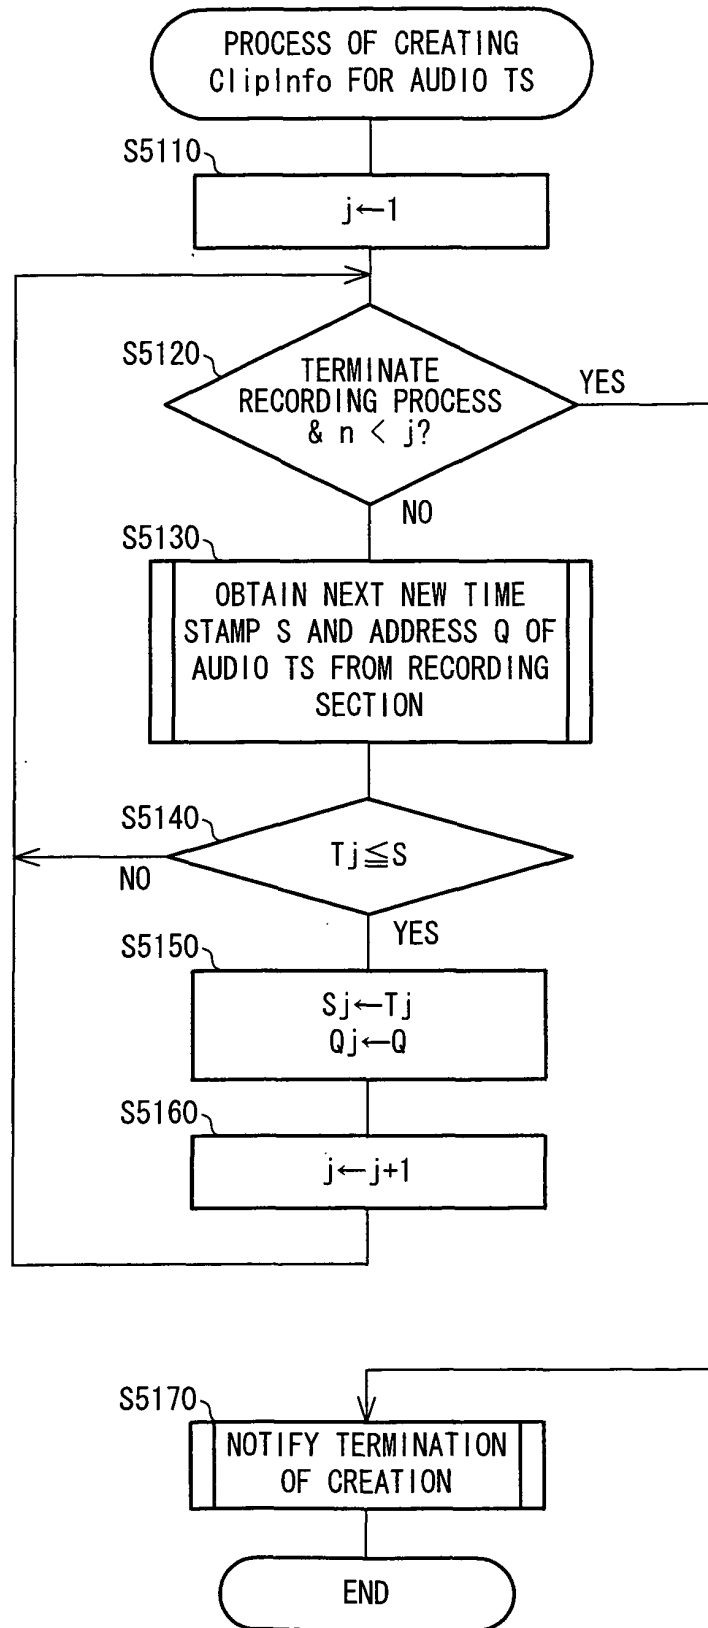 PROCESS OF CREATING
ClipInfo FOR AUDIO TS
S5110
j←1
S5120
TERMINATE
RECORDING PROCESS
& n < j?
YES
NO
S5130
OBTAIN NEXT NEW TIME
STAMP S AND ADDRESS Q OF
AUDIO TS FROM RECORDING
SECTION
S5140
Tj≦S
NO
YES
S5150
Sj←Tj
Qj←Q
S5160
j←j+1
S5170
NOTIFY TERMINATION
OF CREATION
END